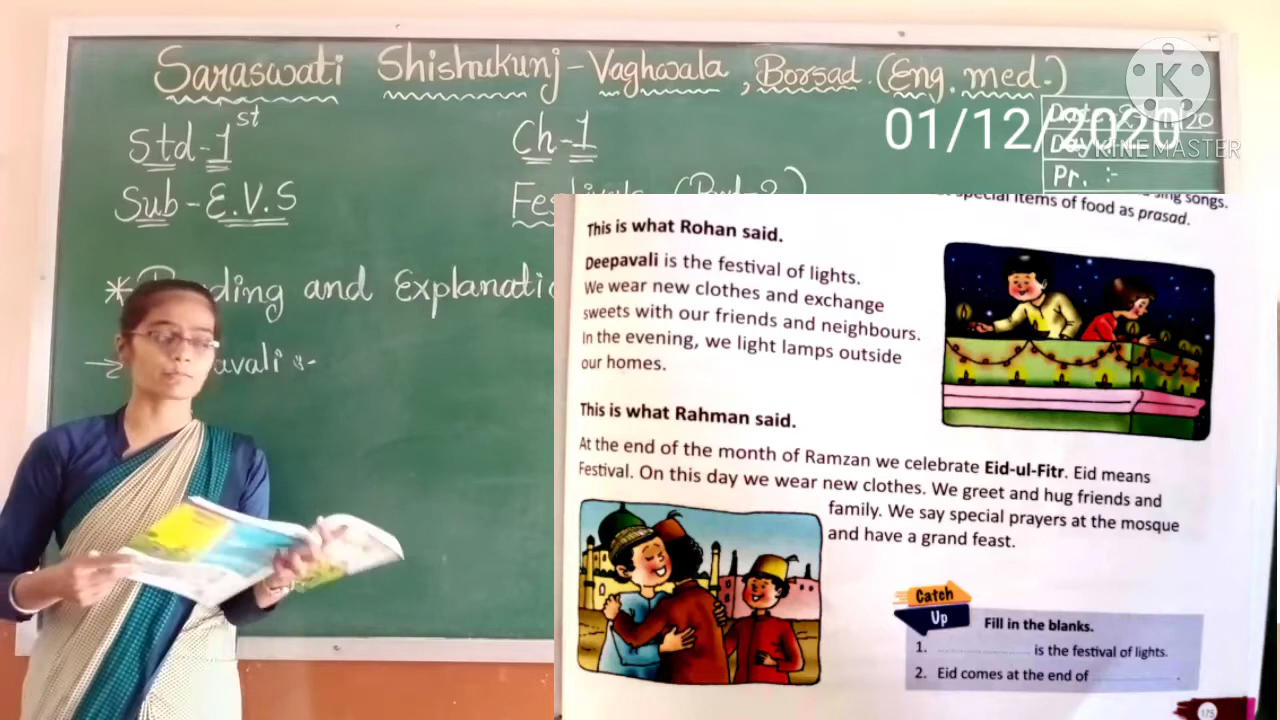 Saraswati Shishukunj-Vaghwala, Borsad. (Eng. med.)
K
KINEMASTER
01/12/2020
Std-1st
Ch-1
Sub-E.V.S
Pr. :-
and Explanation
sing songs.
special items of food as prasad.
This is what Rohan said.
Deepavali is the festival of lights.
We wear new clothes and exchange
sweets with our friends and neighbours.
In the evening, we light lamps outside
our homes.
This is what Rahman said.
At the end of the month of Ramzan we celebrate Eid-ul-Fitr. Eid means
Festival. On this day we wear new clothes. We greet and hug friends and
family. We say special prayers at the mosque
and have a grand feast.
Catch
Up
Fill in the blanks.
1. .................... is the festival of lights.
2. Eid comes at the end of .................... .
175